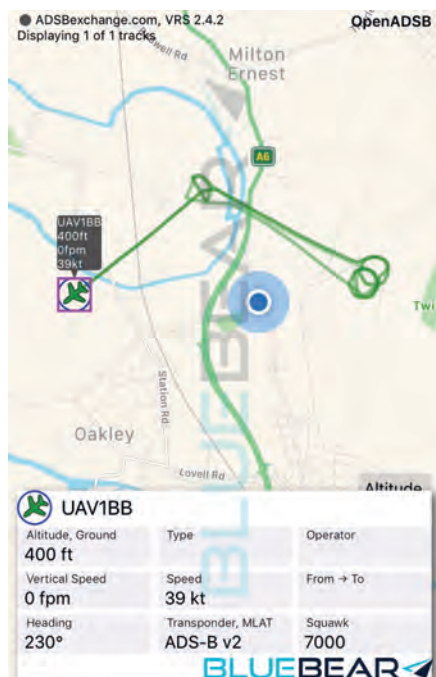 ADSBexchange.com, VRS 2.4.2
OpenADSB
Displaying 1 of 1 tracks
Milton
Ernest
A6
UAV1BB
400ft
0fpm
39kt
Twi
Station Rd
Oakley
Lovell Rd
Altitude
BLUEBEAR
UAV1BB
Altitude, Ground
Type
Operator
400 ft
Vertical Speed
Speed
From → To
0 fpm
39 kt
Heading
Transponder, MLAT
Squawk
230°
ADS-B v2
7000
BLUEBEAR